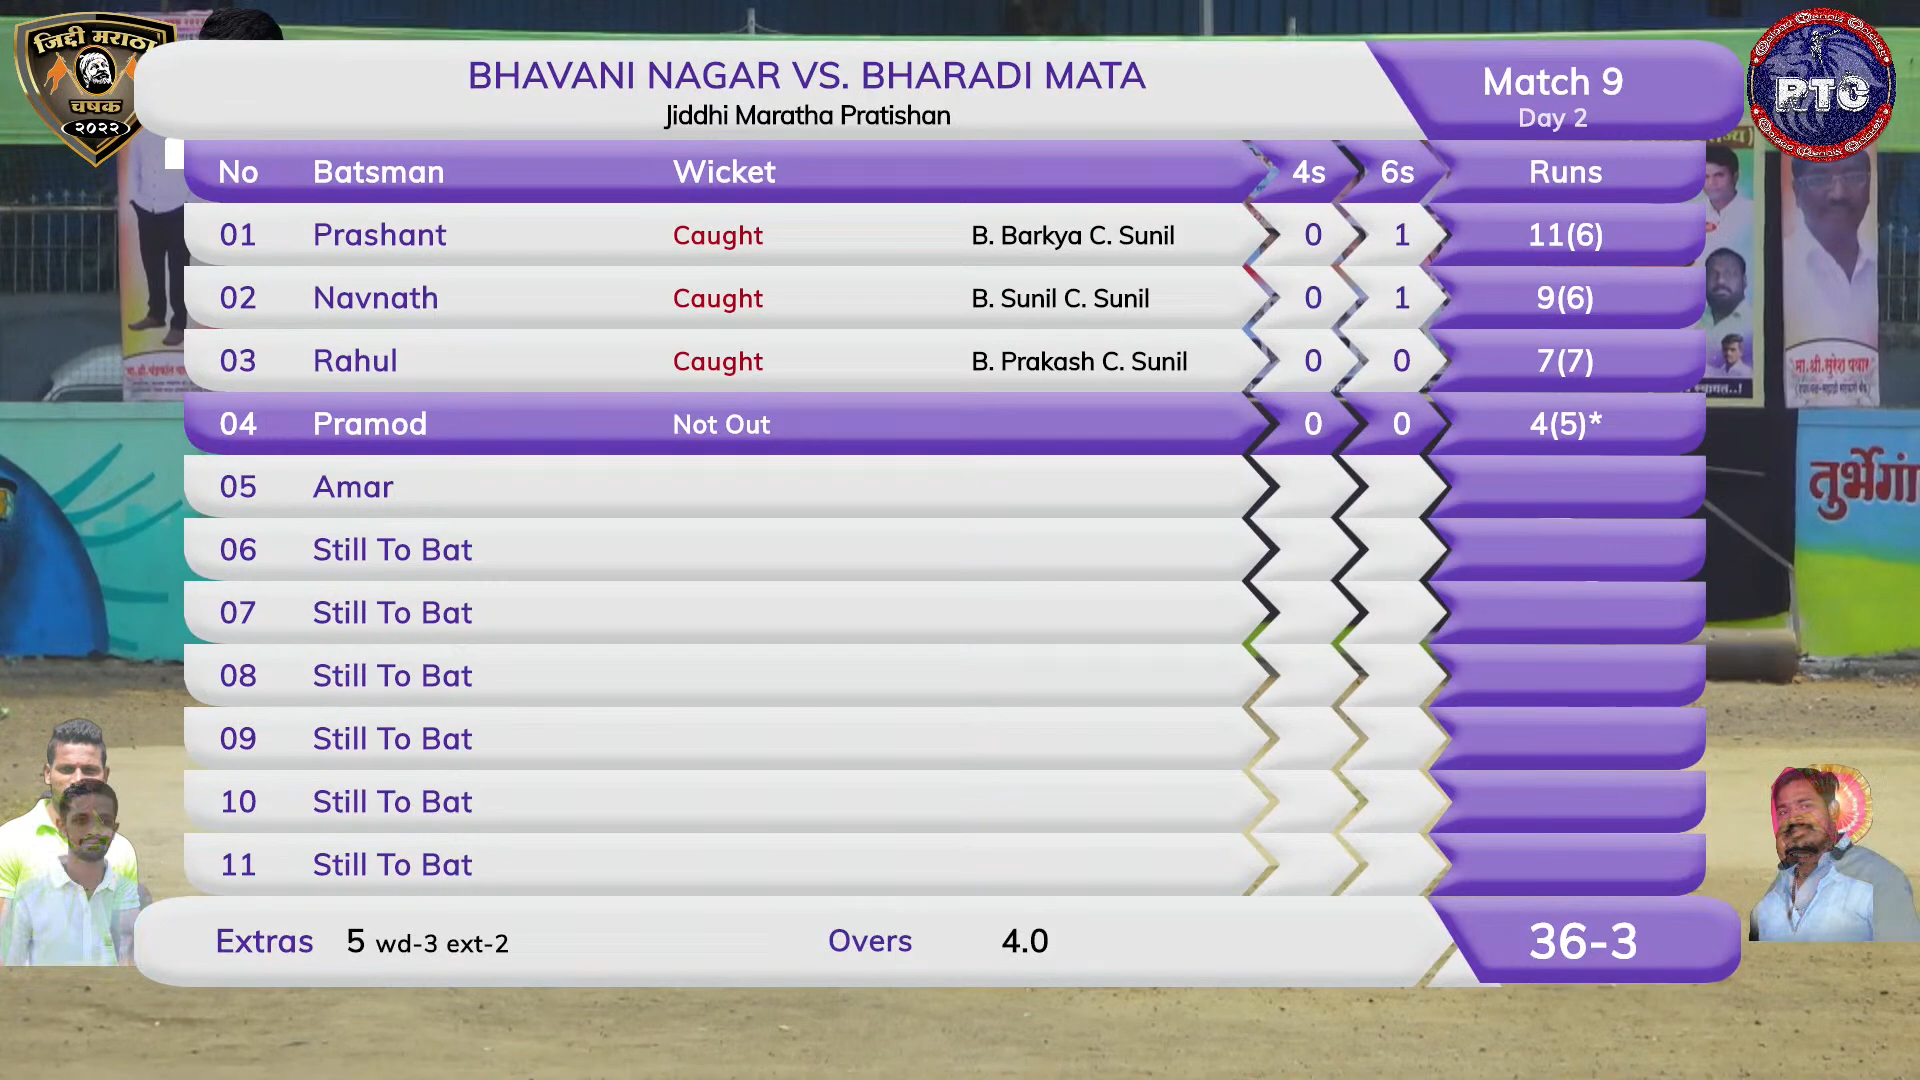 जिद्दी मराठा
चषक
२०२२
BHAVANI NAGAR VS. BHARADI MATA
Jiddhi Maratha Pratishan
Match 9
Day 2
RTC
No Batsman Wicket 4s 6s Runs
01 Prashant Caught B. Barkya C. Sunil 0 1 11(6)
02 Navnath Caught B. Sunil C. Sunil 0 1 9(6)
03 Rahul Caught B. Prakash C. Sunil 0 0 7(7)
मा.श्री.सुरेश पवार
04 Pramod Not Out 0 0 4(5)*
05 Amar
तुर्भेगां
06 Still To Bat
07 Still To Bat
08 Still To Bat
09 Still To Bat
10 Still To Bat
11 Still To Bat
Extras 5 wd-3 ext-2 Overs 4.0 36-3